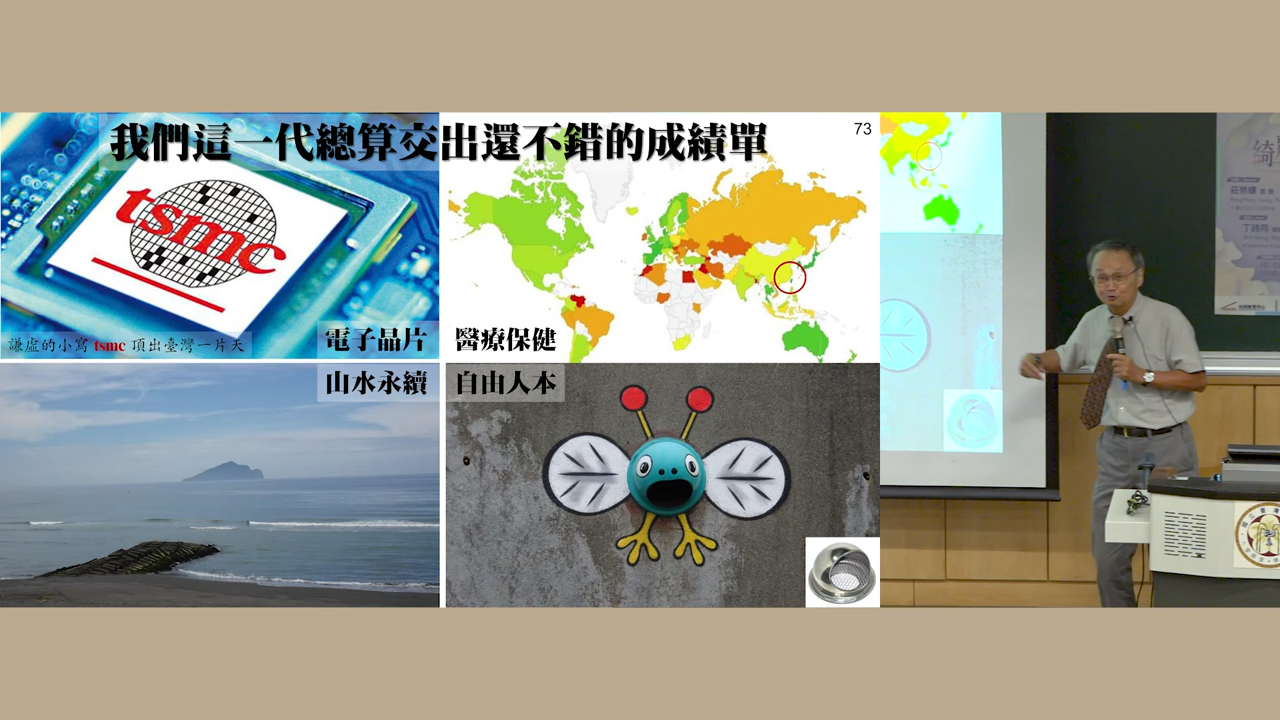 我們這一代總算交出還不錯的成績單
73
tsmc
謙虛的小窩 tsmc 頂出臺灣一片天
電子晶片
醫療保健
山水永續
自由人本
綺